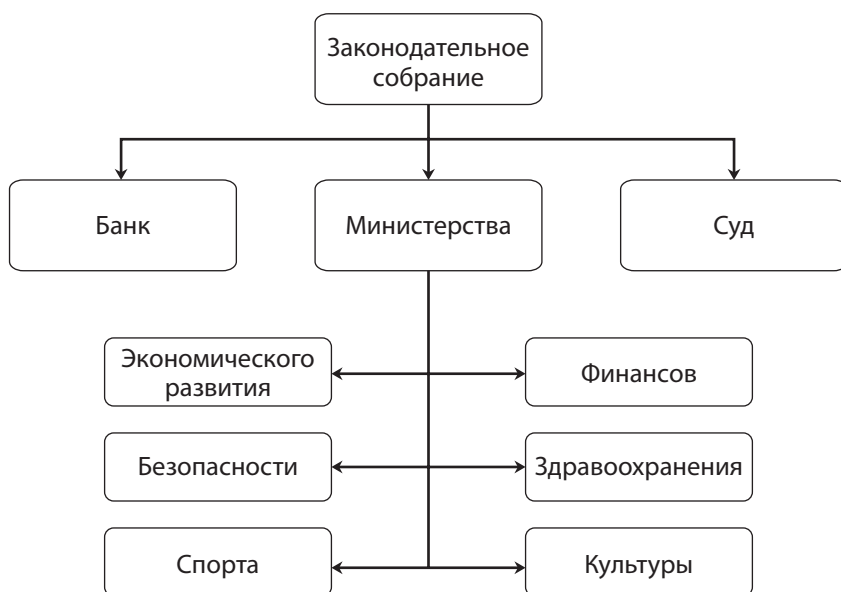 Законодательное
собрание
Банк
Министерства
Суд
Экономического
развития
Финансов
Безопасности
Здравоохранения
Спорта
Культуры